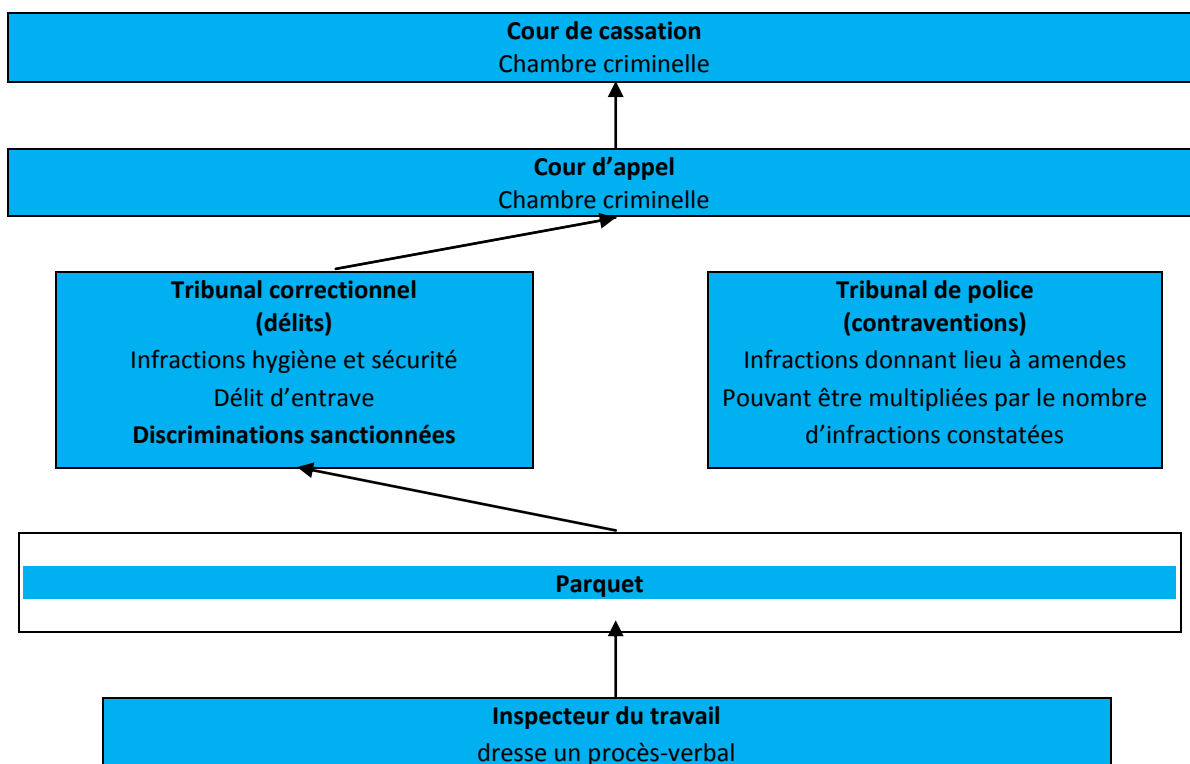 Cour de cassation
Chambre criminelle
Cour d’appel
Chambre criminelle
Tribunal correctionnel
(délits)
Infractions hygiène et sécurité
Délit d’entrave
Discriminations sanctionnées
Tribunal de police
(contraventions)
Infractions donnant lieu à amendes
Pouvant être multipliées par le nombre
d’infractions constatées
Parquet
Inspecteur du travail
dresse un procès-verbal